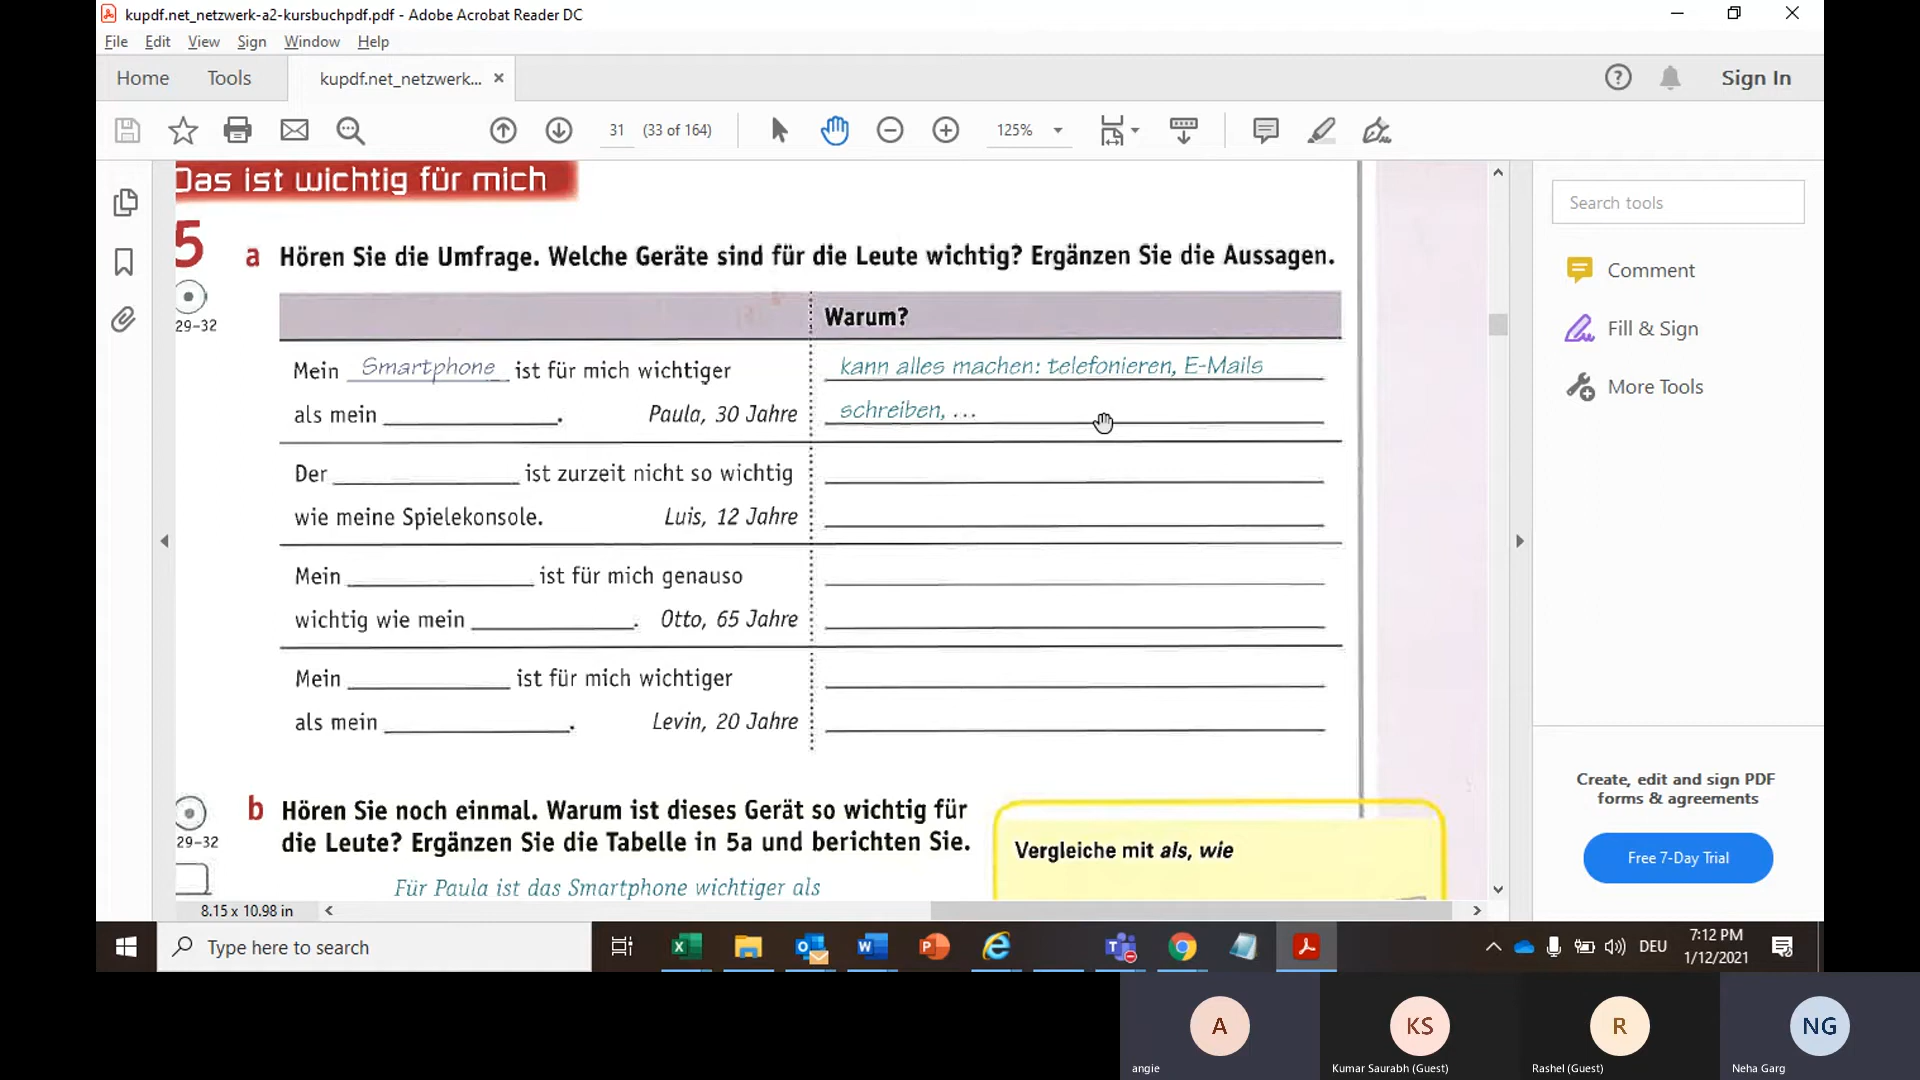 kupdf.net_netzwerk-a2-kursbuchpdf.pdf - Adobe Acrobat Reader DC
File Edit View Sign Window Help
Home Tools kupdf.net_netzwerk... × Sign In
31 (33 of 164) 125%
Das ist wichtig für mich
Search tools
Comment
Fill & Sign
More Tools
5 a Hören Sie die Umfrage. Welche Geräte sind für die Leute wichtig? Ergänzen Sie die Aussagen.
29-32
Warum?
Mein Smartphone ist für mich wichtiger
als mein ____________. Paula, 30 Jahre
kann alles machen: telefonieren, E-Mails
schreiben, ...
Der ____________ ist zurzeit nicht so wichtig
wie meine Spielekonsole. Luis, 12 Jahre
Mein ____________ ist für mich genauso
wichtig wie mein ____________. Otto, 65 Jahre
Mein ____________ ist für mich wichtiger
als mein ____________. Levin, 20 Jahre
b Hören Sie noch einmal. Warum ist dieses Gerät so wichtig für
die Leute? Ergänzen Sie die Tabelle in 5a und berichten Sie.
29-32
Für Paula ist das Smartphone wichtiger als
Vergleiche mit als, wie
Create, edit and sign PDF
forms & agreements
Free 7-Day Trial
8.15 x 10.98 in
Type here to search
DEU
7:12 PM
1/12/2021
A KS R NG
angie Kumar Saurabh (Guest) Rashel (Guest) Neha Garg